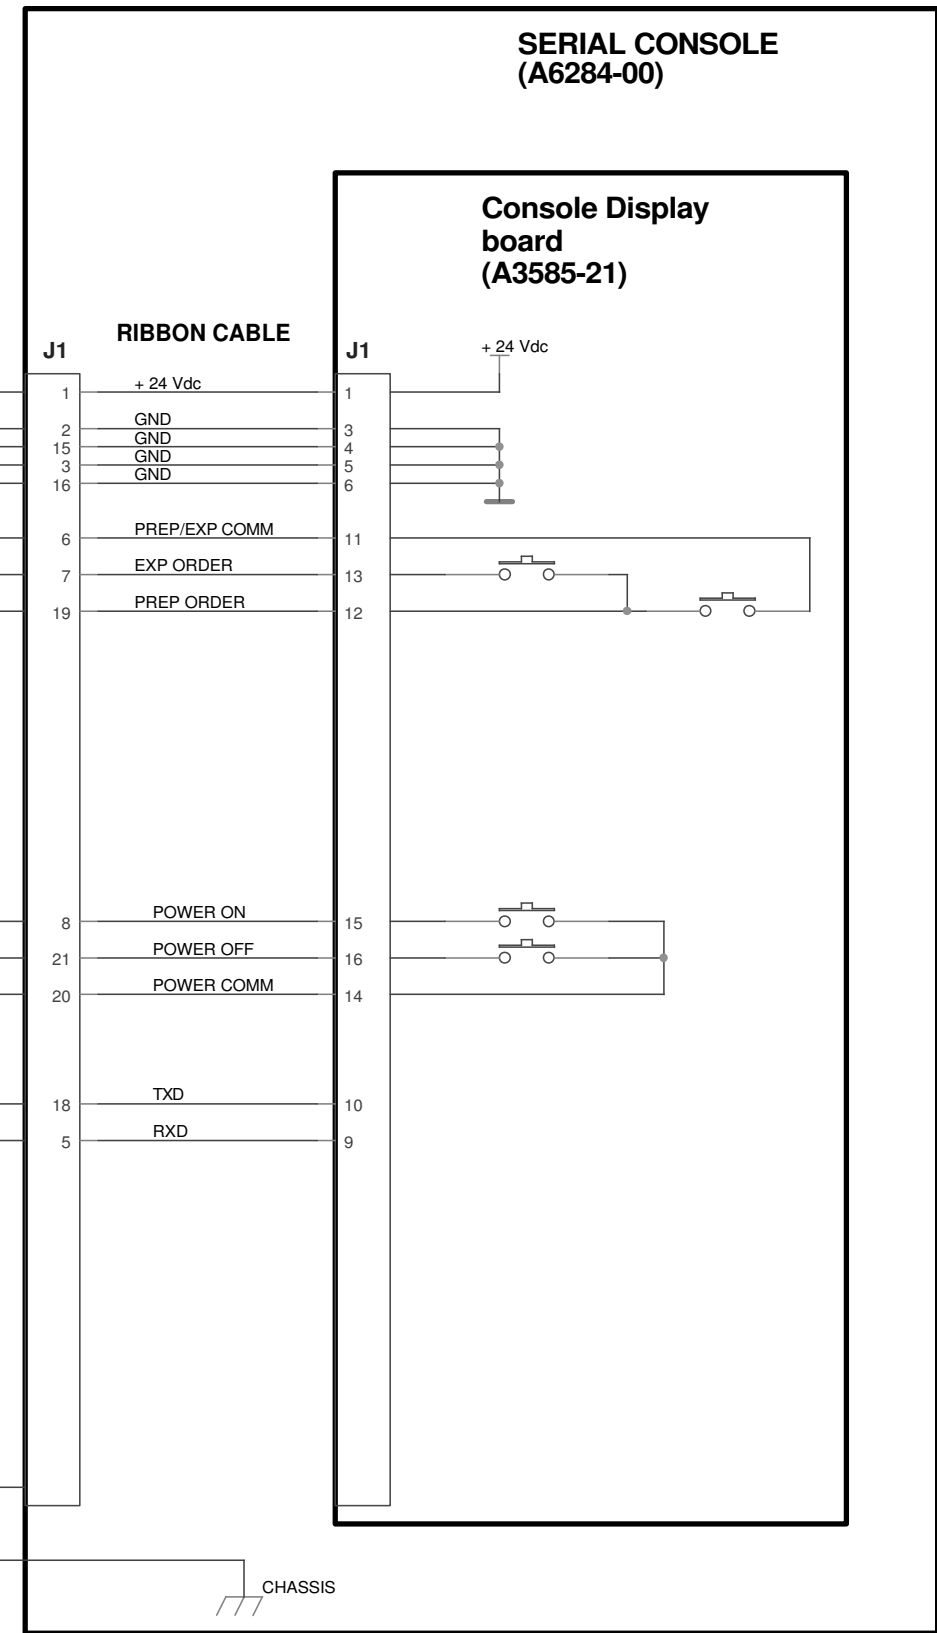 SERIAL CONSOLE
(A6284-00)
Console Display
board
(A3585-21)
RIBBON CABLE
J1
J1
+ 24 Vdc
1 + 24 Vdc 1
2 GND 3
15 GND 4
3 GND 5
16 GND 6
6 PREP/EXP COMM 11
7 EXP ORDER 13
19 PREP ORDER 12
8 POWER ON 15
21 POWER OFF 16
20 POWER COMM 14
18 TXD 10
5 RXD 9
CHASSIS